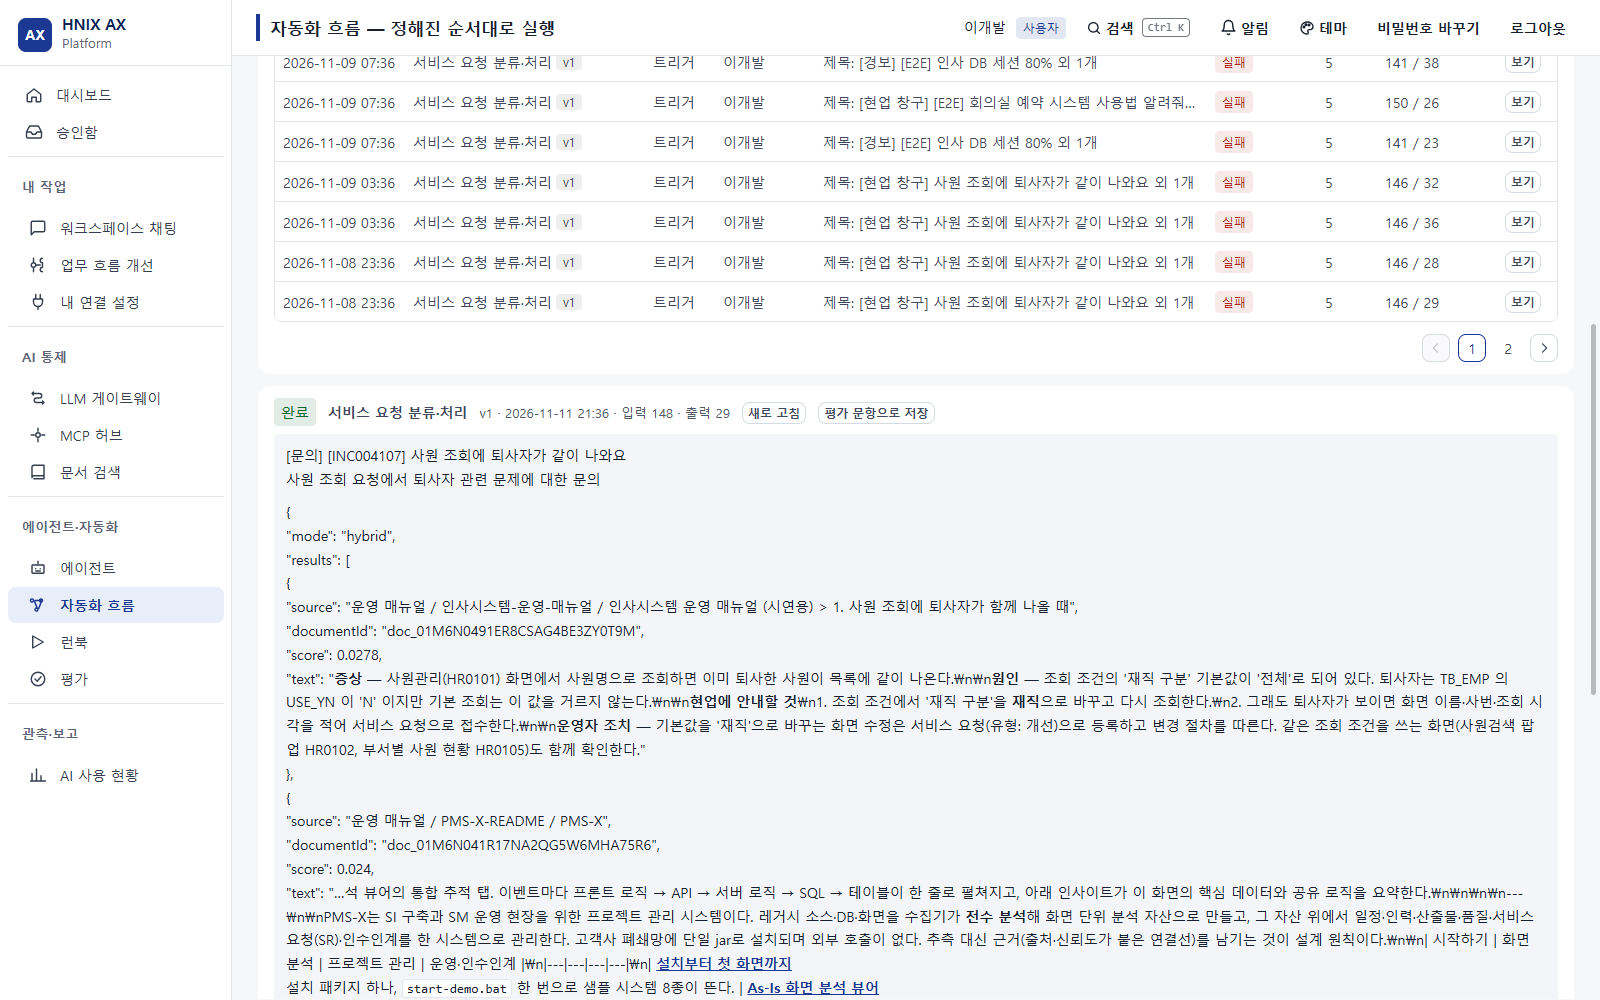 AX
HNIX AX
Platform
대시보드
승인함
내 작업
워크스페이스 채팅
업무 흐름 개선
내 연결 설정
AI 통제
LLM 게이트웨이
MCP 허브
문서 검색
에이전트·자동화
에이전트
자동화 흐름
런북
평가
관측·보고
AI 사용 현황
자동화 흐름 — 정해진 순서대로 실행
이개발 사용자 검색 Ctrl K 알림 테마 비밀번호 바꾸기 로그아웃
2026-11-09 07:36 서비스 요청 분류·처리 v1 트리거 이개발 제목: [경보] [E2E] 인사 DB 세션 80% 외 1개 실패 5 141 / 38 보기
2026-11-09 07:36 서비스 요청 분류·처리 v1 트리거 이개발 제목: [현업 창구] [E2E] 회의실 예약 시스템 사용법 알려줘... 실패 5 150 / 26 보기
2026-11-09 07:36 서비스 요청 분류·처리 v1 트리거 이개발 제목: [경보] [E2E] 인사 DB 세션 80% 외 1개 실패 5 141 / 23 보기
2026-11-09 03:36 서비스 요청 분류·처리 v1 트리거 이개발 제목: [현업 창구] 사원 조회에 퇴사자가 같이 나와요 외 1개 실패 5 146 / 32 보기
2026-11-09 03:36 서비스 요청 분류·처리 v1 트리거 이개발 제목: [현업 창구] 사원 조회에 퇴사자가 같이 나와요 외 1개 실패 5 146 / 36 보기
2026-11-08 23:36 서비스 요청 분류·처리 v1 트리거 이개발 제목: [현업 창구] 사원 조회에 퇴사자가 같이 나와요 외 1개 실패 5 146 / 28 보기
2026-11-08 23:36 서비스 요청 분류·처리 v1 트리거 이개발 제목: [현업 창구] 사원 조회에 퇴사자가 같이 나와요 외 1개 실패 5 146 / 29 보기
1 2
완료 서비스 요청 분류·처리 v1 · 2026-11-11 21:36 · 입력 148 · 출력 29 새로 고침 평가 문항으로 저장
[문의] [INC004107] 사원 조회에 퇴사자가 같이 나와요
사원 조회 요청에서 퇴사자 관련 문제에 대한 문의
{
"mode": "hybrid",
"results": [
{
"source": "운영 매뉴얼 / 인사시스템-운영-매뉴얼 / 인사시스템 운영 매뉴얼 (시연용) > 1. 사원 조회에 퇴사자가 함께 나올 때",
"documentId": "doc_01M6N0491ER8CSAG4BE3ZY0T9M",
"score": 0.0278,
"text": "증상 — 사원관리(HR0101) 화면에서 사원명으로 조회하면 이미 퇴사한 사원이 목록에 같이 나온다.₩n₩n원인 — 조회 조건의 '재직 구분' 기본값이 '전체'로 되어 있다. 퇴사자는 TB_EMP 의
USE_YN 이 'N' 이지만 기본 조회는 이 값을 거르지 않는다.₩n₩n현업에 안내할 것₩n1. 조회 조건에서 '재직 구분'을 재직으로 바꾸고 다시 조회한다.₩n2. 그래도 퇴사자가 보이면 화면 이름·사번·조회 시
각을 적어 서비스 요청으로 접수한다.₩n₩n운영자 조치 — 기본값을 '재직'으로 바꾸는 화면 수정은 서비스 요청(유형: 개선)으로 등록하고 변경 절차를 따른다. 같은 조회 조건을 쓰는 화면(사원검색 팝
업 HR0102, 부서별 사원 현황 HR0105)도 함께 확인한다."
},
{
"source": "운영 매뉴얼 / PMS-X-README / PMS-X",
"documentId": "doc_01M6N041R17NA2QG5W6MHA75R6",
"score": 0.024,
"text": "...석 뷰어의 통합 추적 탭. 이벤트마다 프론트 로직 → API → 서버 로직 → SQL → 테이블이 한 줄로 펼쳐지고, 아래 인사이트가 이 화면의 핵심 데이터와 공유 로직을 요약한다.₩n₩n₩n₩n---
₩n₩nPMS-X는 SI 구축과 SM 운영 현장을 위한 프로젝트 관리 시스템이다. 레거시 소스·DB·화면을 수집기가 전수 분석해 화면 단위 분석 자산으로 만들고, 그 자산 위에서 일정·인력·산출물·품질·서비스
요청(SR)·인수인계를 한 시스템으로 관리한다. 고객사 폐쇄망에 단일 jar로 설치되며 외부 호출이 없다. 추측 대신 근거(출처·신뢰도가 붙은 연결선)를 남기는 것이 설계 원칙이다.₩n₩n| 시작하기 | 화면
분석 | 프로젝트 관리 | 운영·인수인계 |₩n|---|---|---|---|₩n| 설치부터 첫 화면까지
설치 패키지 하나, start-demo.bat 한 번으로 샘플 시스템 8종이 뜬다. | As-Is 화면 분석 뷰어